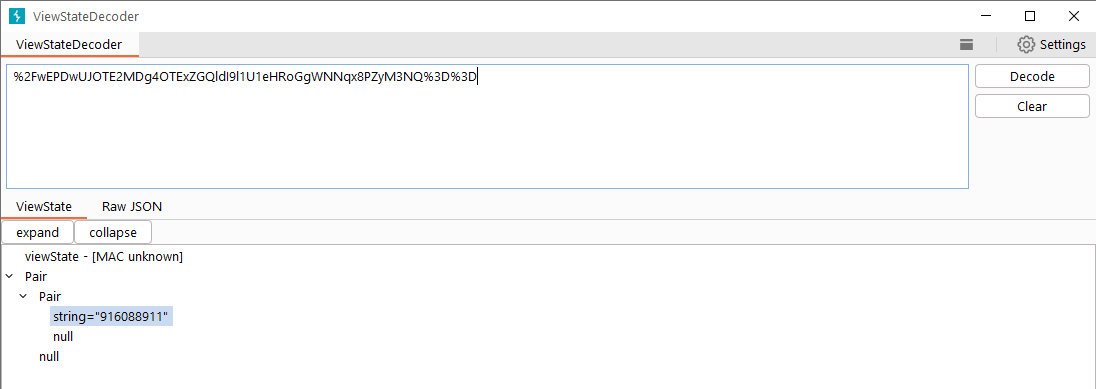 ViewStateDecoder
ViewStateDecoder
Settings
%2FwEPDwUJOTE2MDg4OTExZGQldI9l1U1eHRoGgWNNqx8PZyM3NQ%3D%3D
Decode
Clear
ViewState Raw JSON
expand collapse
viewState - [MAC unknown]
Pair
Pair
string="916088911"
null
null